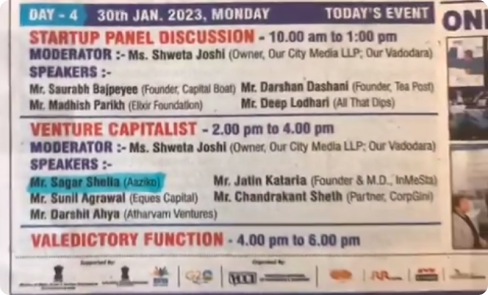 DAY - 4 30th JAN. 2023, MONDAY TODAY'S EVENT
STARTUP PANEL DISCUSSION - 10.00 am to 1:00 pm
MODERATOR :- Ms. Shweta Joshi (Owner, Our City Media LLP; Our Vadodara)
SPEAKERS :-
Mr. Saurabh Bajpeyee (Founder, Capital Boat) Mr. Darshan Dashani (Founder, Tea Post)
Mr. Madhish Parikh (Elixir Foundation) Mr. Deep Lodhari (All That Dips)
VENTURE CAPITALIST - 2.00 pm to 4.00 pm
MODERATOR :- Ms. Shweta Joshi (Owner, Our City Media LLP; Our Vadodara)
SPEAKERS :-
Mr. Sagar Shelia (Aaziko) Mr. Jatin Kataria (Founder & M.D., InMeSta)
Mr. Sunil Agrawal (Eques Capital) Mr. Chandrakant Sheth (Partner, CorpGini)
Mr. Darshit Ahya (Atharvam Ventures)
VALEDICTORY FUNCTION - 4.00 pm to 6.00 pm
Supported By: Organised By:
ONL